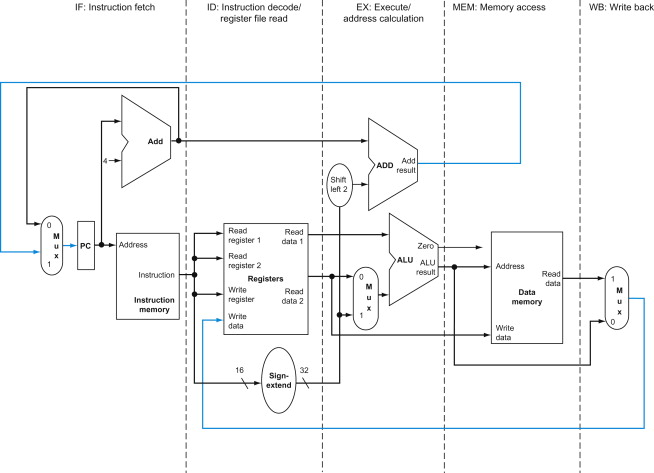 IF: Instruction fetch
ID: Instruction decode/
register file read
EX: Execute/
address calculation
MEM: Memory access
WB: Write back
Add
4
ADD
Add
result
Shift
left 2
0
M
u
x
1
PC
Address
Instruction
Instruction
memory
Read
register 1
Read
data 1
Read
register 2
Registers
Write
register
Read
data 2
Write
data
Zero
ALU
ALU
result
0
M
u
x
1
Address
Read
data
Data
memory
Write
data
1
M
u
x
0
16
Sign-
extend
32